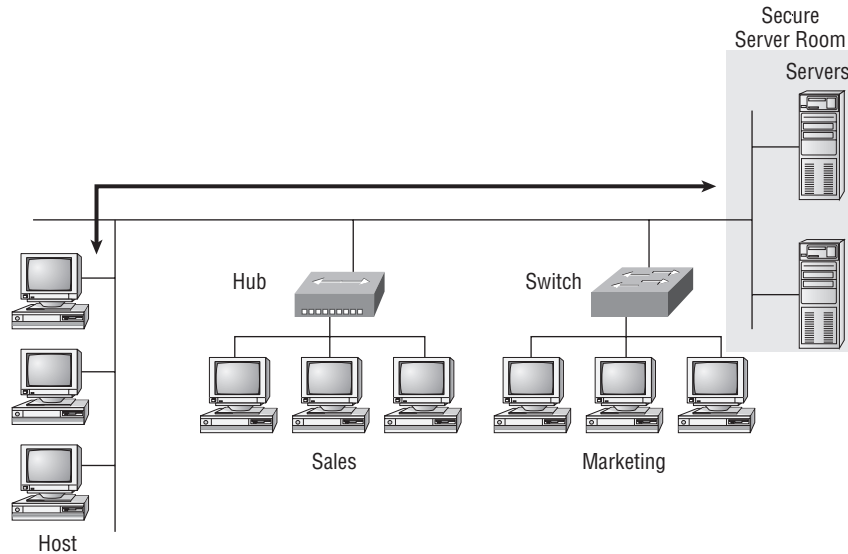 Secure
Server Room
Servers
Hub
Switch
Sales
Marketing
Host